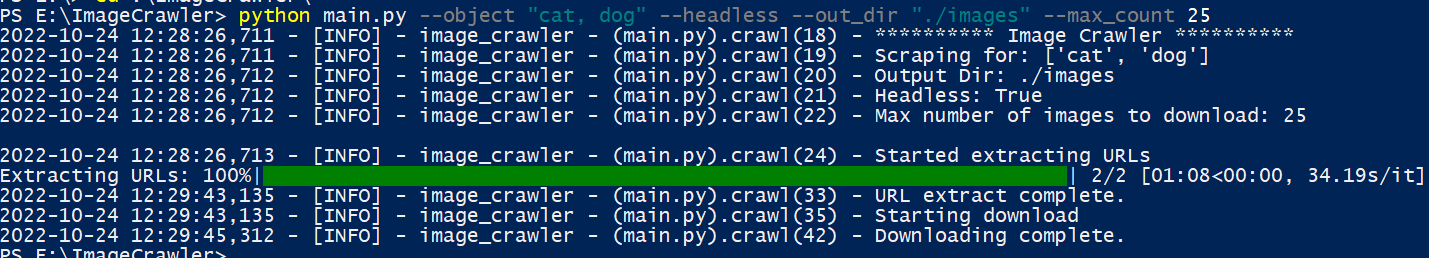 PS E:\> cd .\ImageCrawler\
PS E:\ImageCrawler> python main.py --object "cat, dog" --headless --out_dir "./images" --max_count 25
2022-10-24 12:28:26,711 - [INFO] - image_crawler - (main.py).crawl(18) - ********** Image Crawler **********
2022-10-24 12:28:26,711 - [INFO] - image_crawler - (main.py).crawl(19) - Scraping for: ['cat', 'dog']
2022-10-24 12:28:26,712 - [INFO] - image_crawler - (main.py).crawl(20) - Output Dir: ./images
2022-10-24 12:28:26,712 - [INFO] - image_crawler - (main.py).crawl(21) - Headless: True
2022-10-24 12:28:26,712 - [INFO] - image_crawler - (main.py).crawl(22) - Max number of images to download: 25
2022-10-24 12:28:26,713 - [INFO] - image_crawler - (main.py).crawl(24) - Started extracting URLs
Extracting URLs: 100%| | 2/2 [01:08<00:00, 34.19s/it]
2022-10-24 12:29:43,135 - [INFO] - image_crawler - (main.py).crawl(33) - URL extract complete.
2022-10-24 12:29:43,135 - [INFO] - image_crawler - (main.py).crawl(35) - Starting download
2022-10-24 12:29:45,312 - [INFO] - image_crawler - (main.py).crawl(42) - Downloading complete.
PS E:\ImageCrawler>